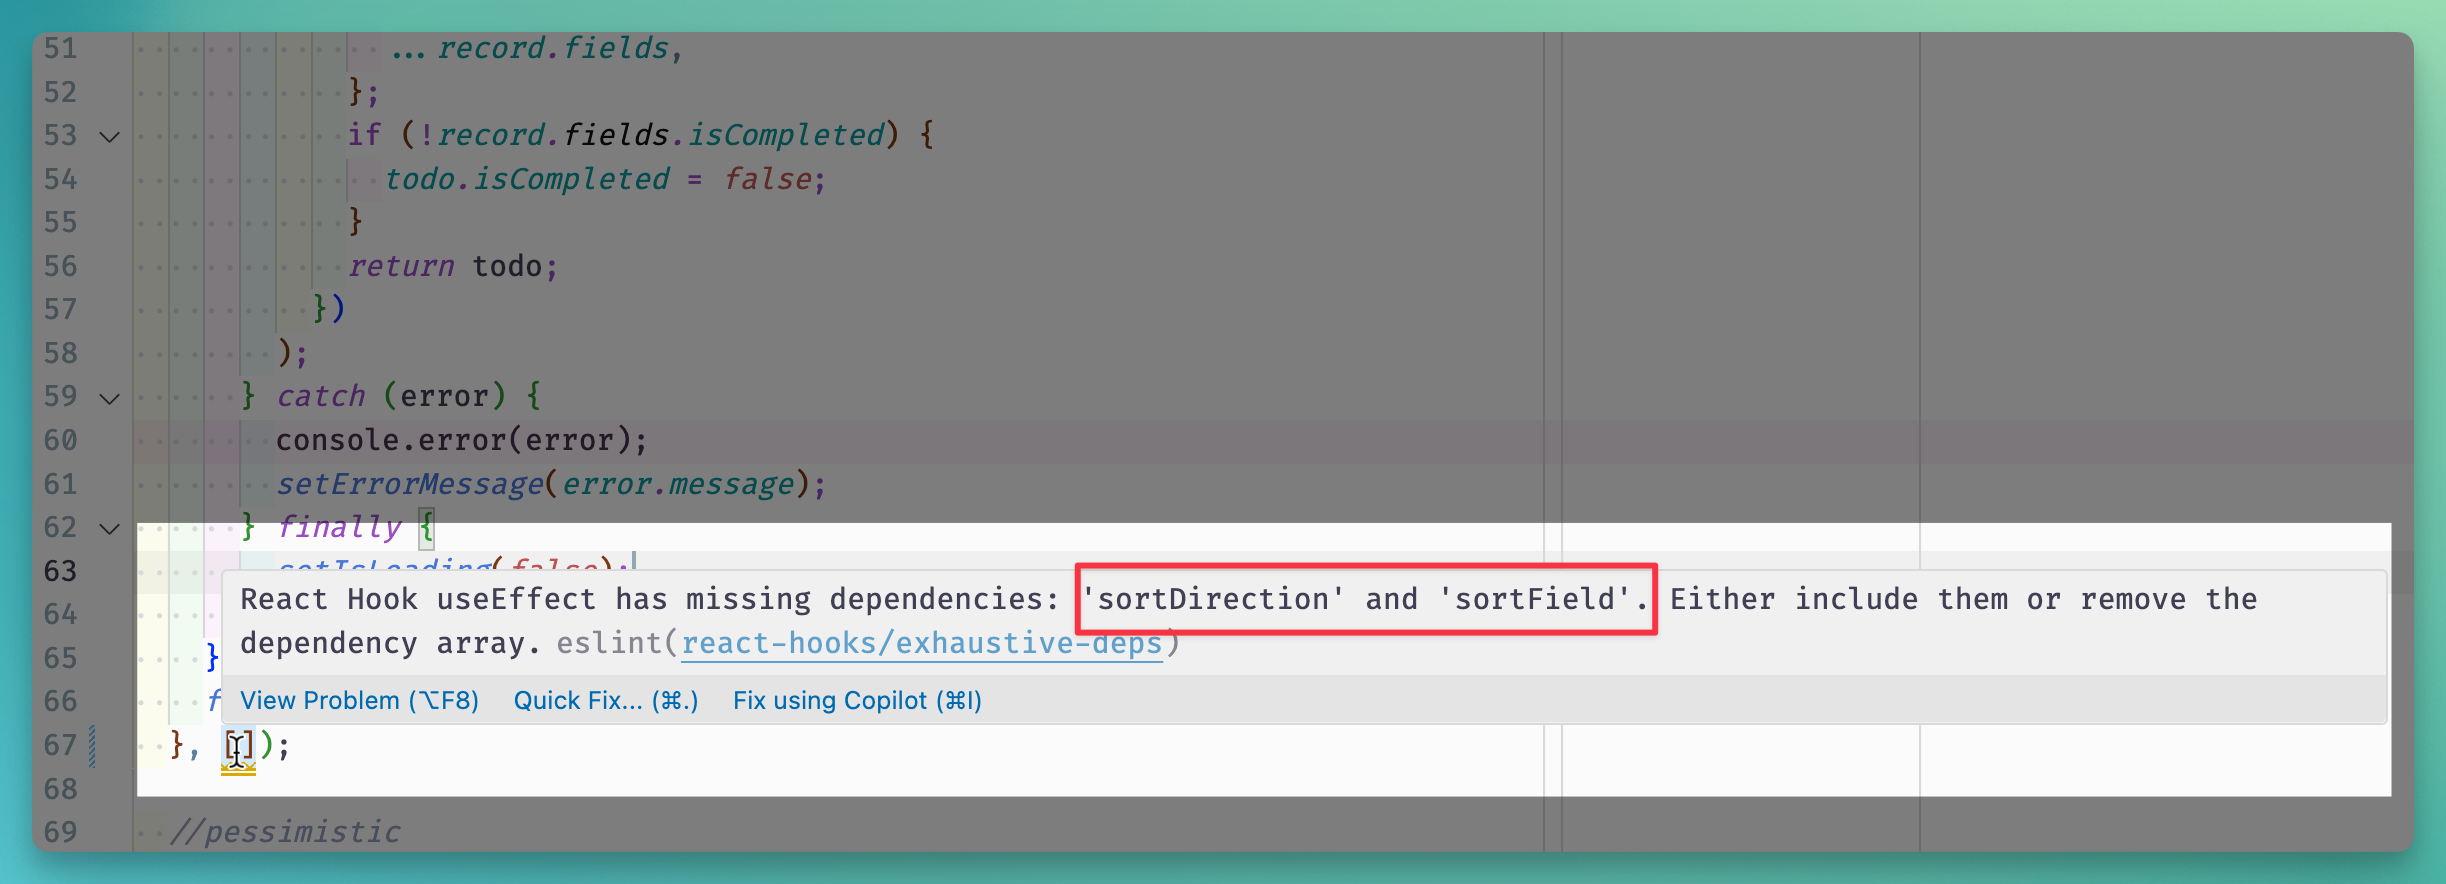 51 ...record.fields,
52 };
53 if (!record.fields.isCompleted) {
54 todo.isCompleted = false;
55 }
56 return todo;
57 })
58 );
59 } catch (error) {
60 console.error(error);
61 setErrorMessage(error.message);
62 } finally {
63 setIsLoading(false);
React Hook useEffect has missing dependencies: 'sortDirection' and 'sortField'. Either include them or remove the
64
dependency array. eslint(react-hooks/exhaustive-deps)
65 }
66 f
View Problem (⌥F8) Quick Fix... (⌘.) Fix using Copilot (⌘I)
67 }, []);
68
69 //pessimistic